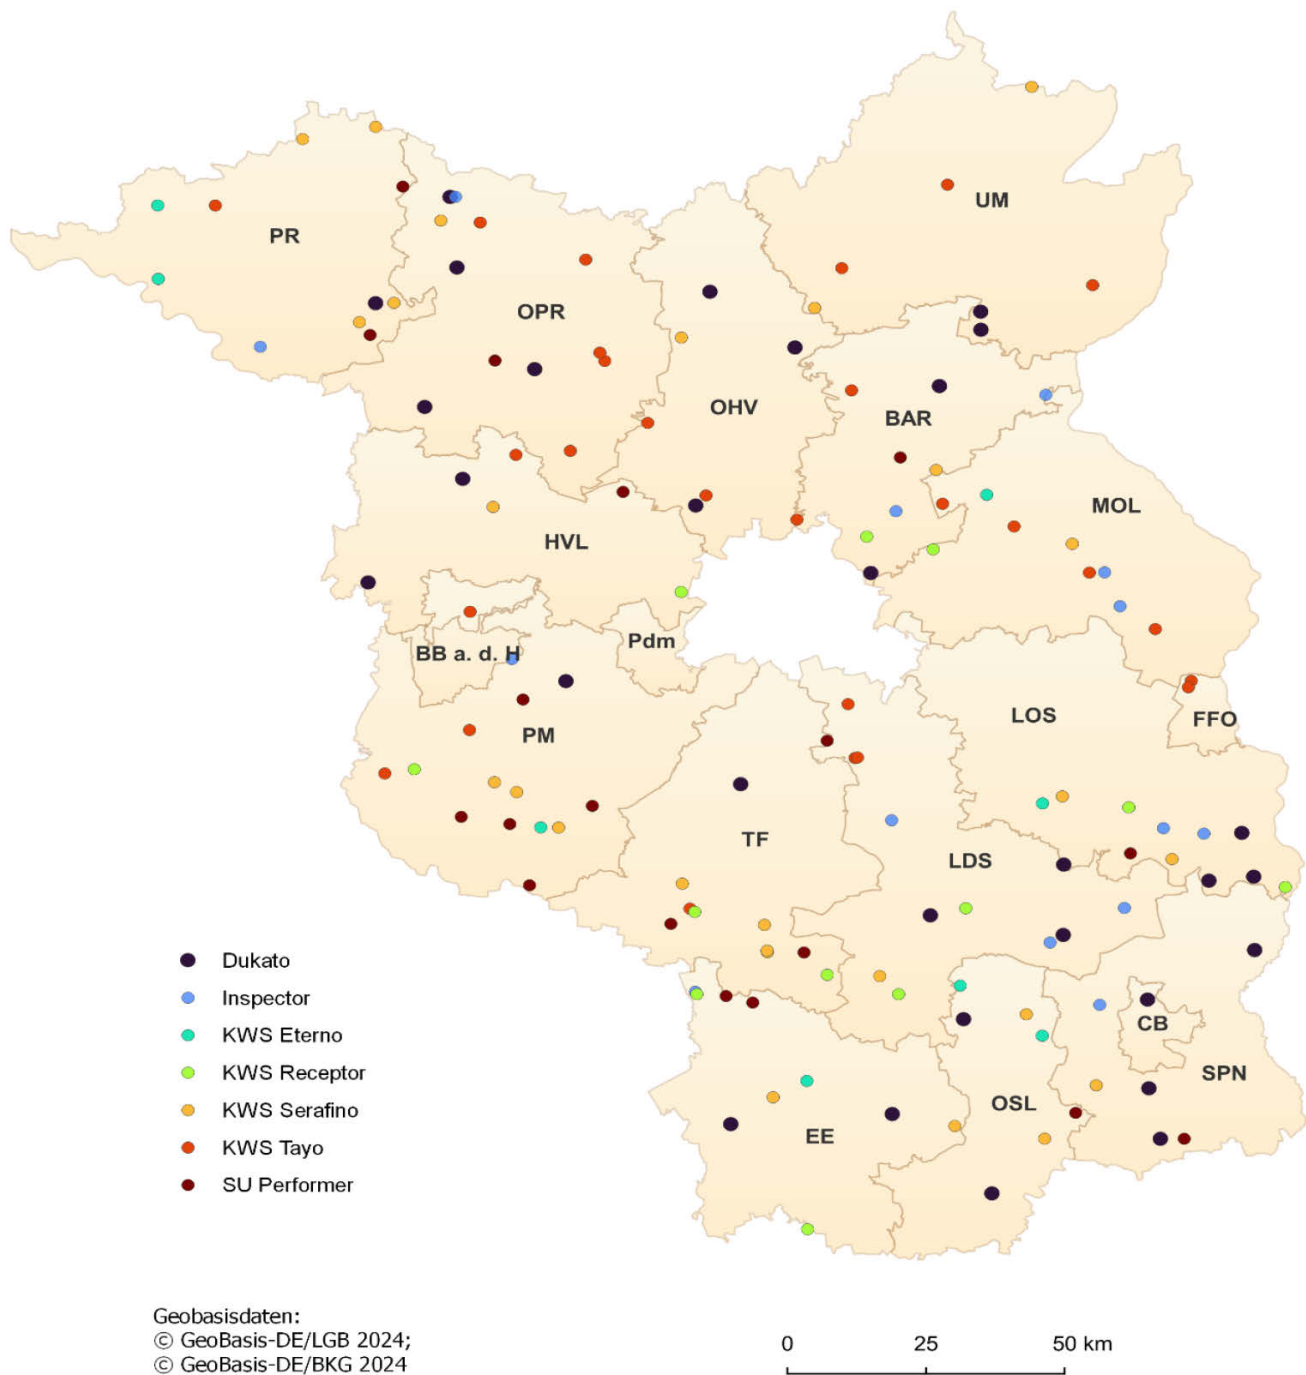 UM
PR
OPR
OHV
BAR
MOL
HVL
Pdm
BB a. d. H
LOS
FFO
PM
TF
LDS
CB
SPN
OSL
EE
Dukato
Inspector
KWS Eterno
KWS Receptor
KWS Serafino
KWS Tayo
SU Performer
Geobasisdaten:
© GeoBasis-DE/LGB 2024;
© GeoBasis-DE/BKG 2024
0 25 50 km